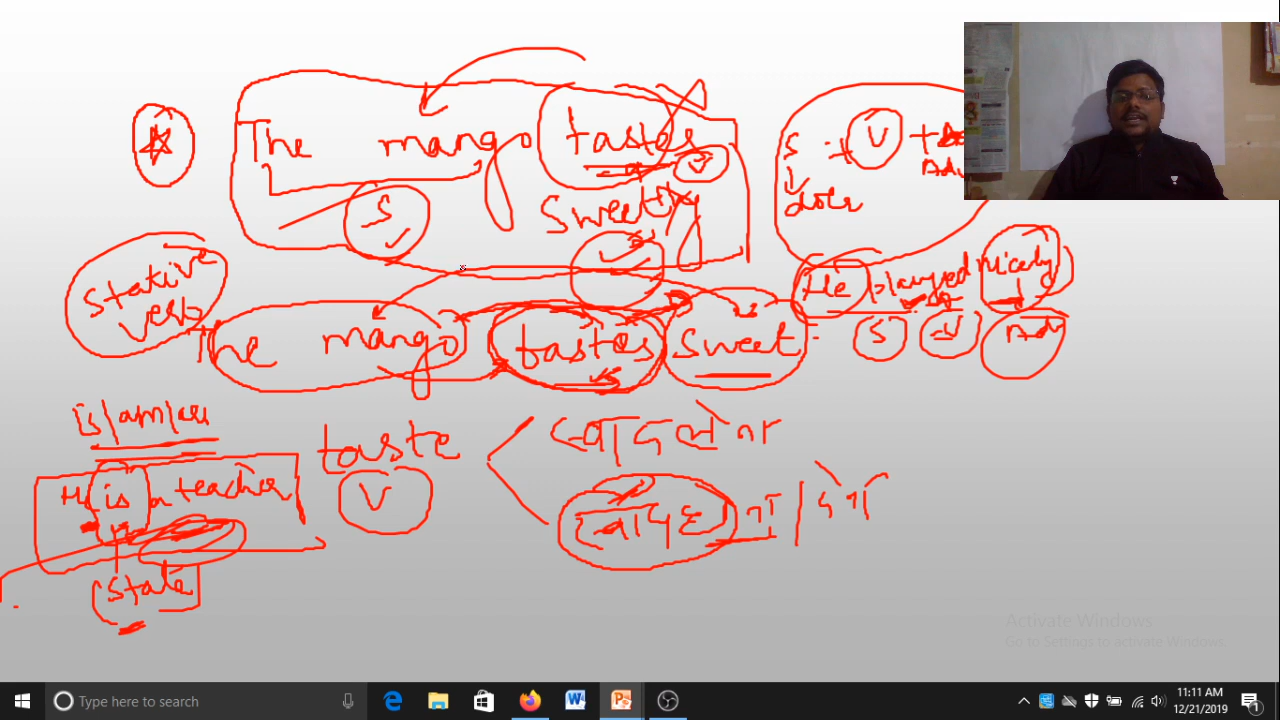 The mango tastes
Sweetly
S
V
S + V +
Adv
does
He played Nicely
S V Adv
Stative verb
The mango tastes Sweet
is/am/are
He is a teacher
State
taste
V
स्वाद लेना
Activate Windows
Go to Settings to activate Windows
Type here to search
11:11 AM
12/21/2019